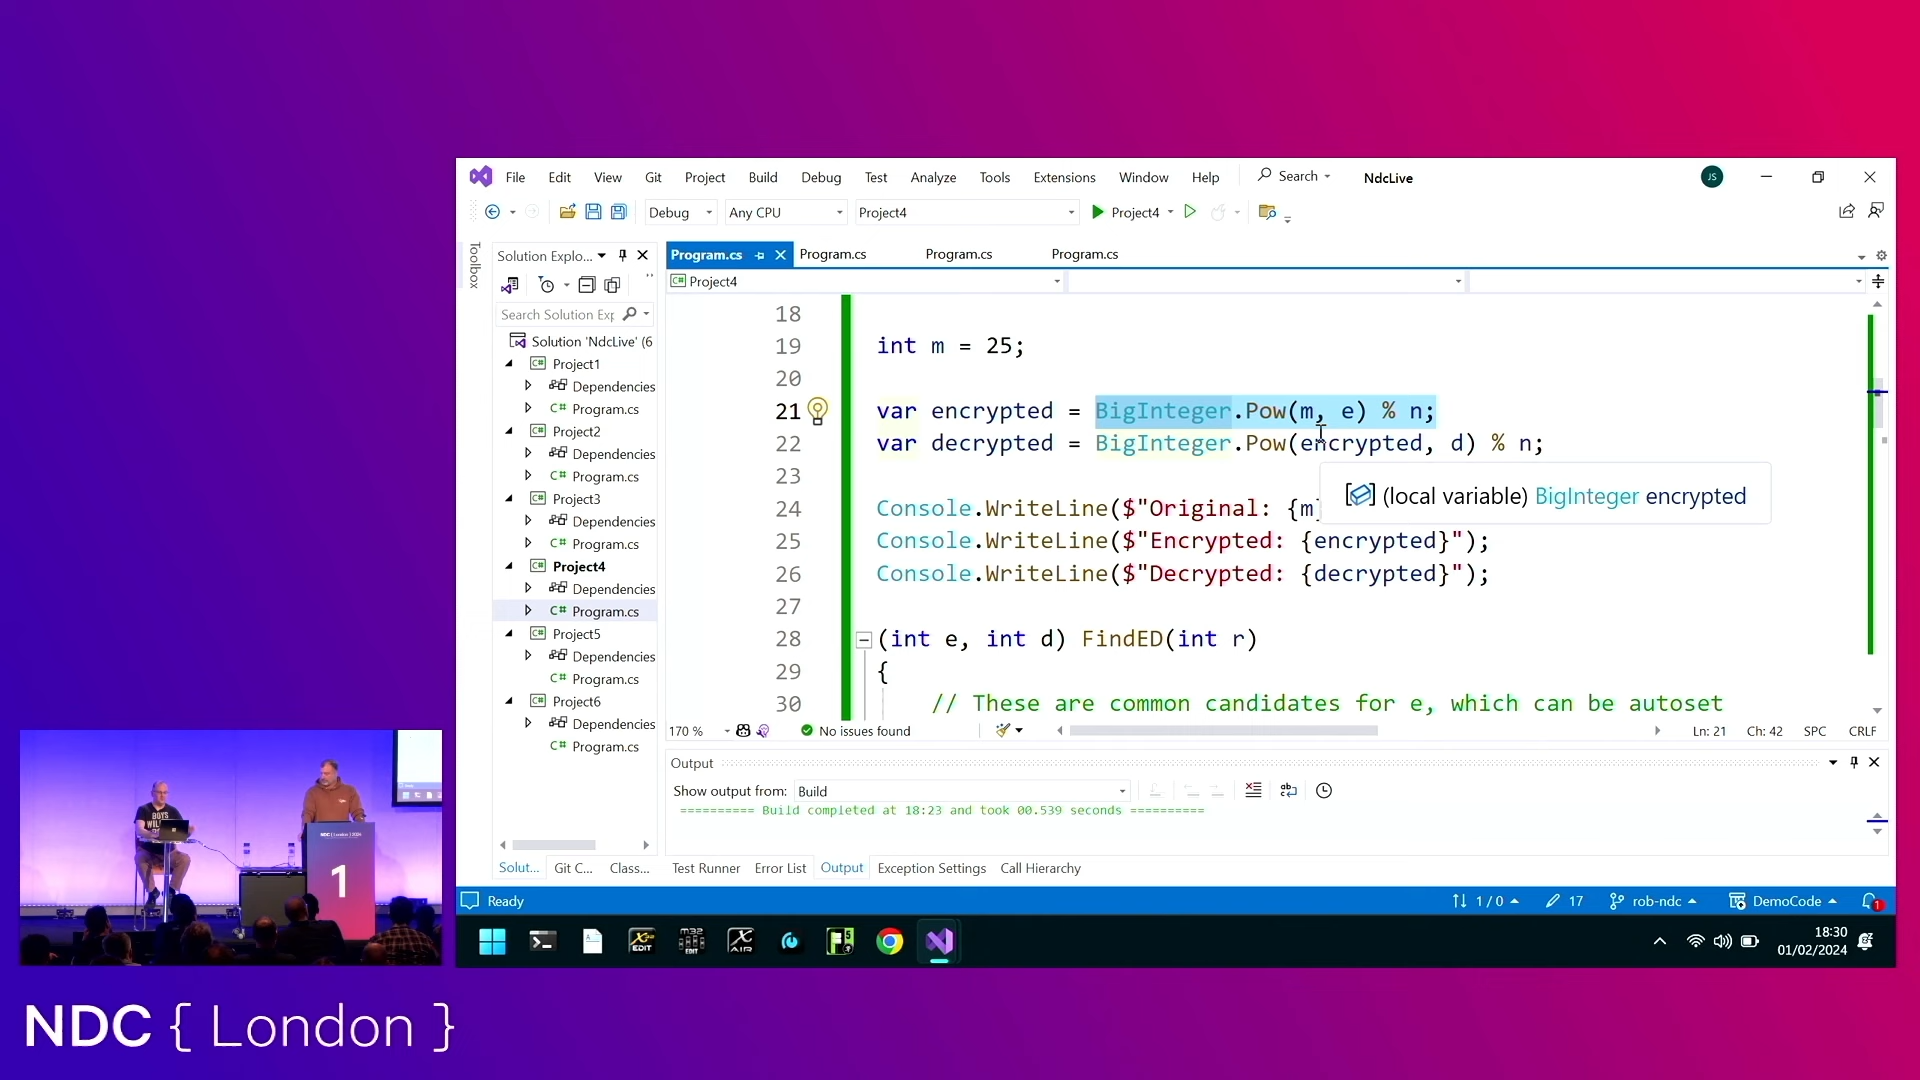 File Edit View Git Project Build Debug Test Analyze Tools Extensions Window Help Search NdcLive JS
Debug Any CPU Project4 Project4
Toolbox
Solution Explo...
Program.cs Program.cs Program.cs Program.cs
Project4
Search Solution Exp
Solution 'NdcLive' (6
Project1
Dependencies
C# Program.cs
Project2
Dependencies
C# Program.cs
Project3
Dependencies
C# Program.cs
Project4
Dependencies
C# Program.cs
Project5
Dependencies
C# Program.cs
Project6
Dependencies
C# Program.cs
18
19 int m = 25;
20
21 var encrypted = BigInteger.Pow(m, e) % n;
22 var decrypted = BigInteger.Pow(encrypted, d) % n;
23
(local variable) BigInteger encrypted
24 Console.WriteLine($"Original: {m}
25 Console.WriteLine($"Encrypted: {encrypted}");
26 Console.WriteLine($"Decrypted: {decrypted}");
27
28 (int e, int d) FindED(int r)
29 {
30 // These are common candidates for e, which can be autoset
170 % No issues found Ln: 21 Ch: 42 SPC CRLF
Output
Show output from: Build
========== Build completed at 18:23 and took 00.539 seconds ==========
Solut... Git C... Class... Test Runner Error List Output Exception Settings Call Hierarchy
Ready 1 / 0 17 rob-ndc DemoCode 1
18:30
01/02/2024
BOYS
1
NDC { London }